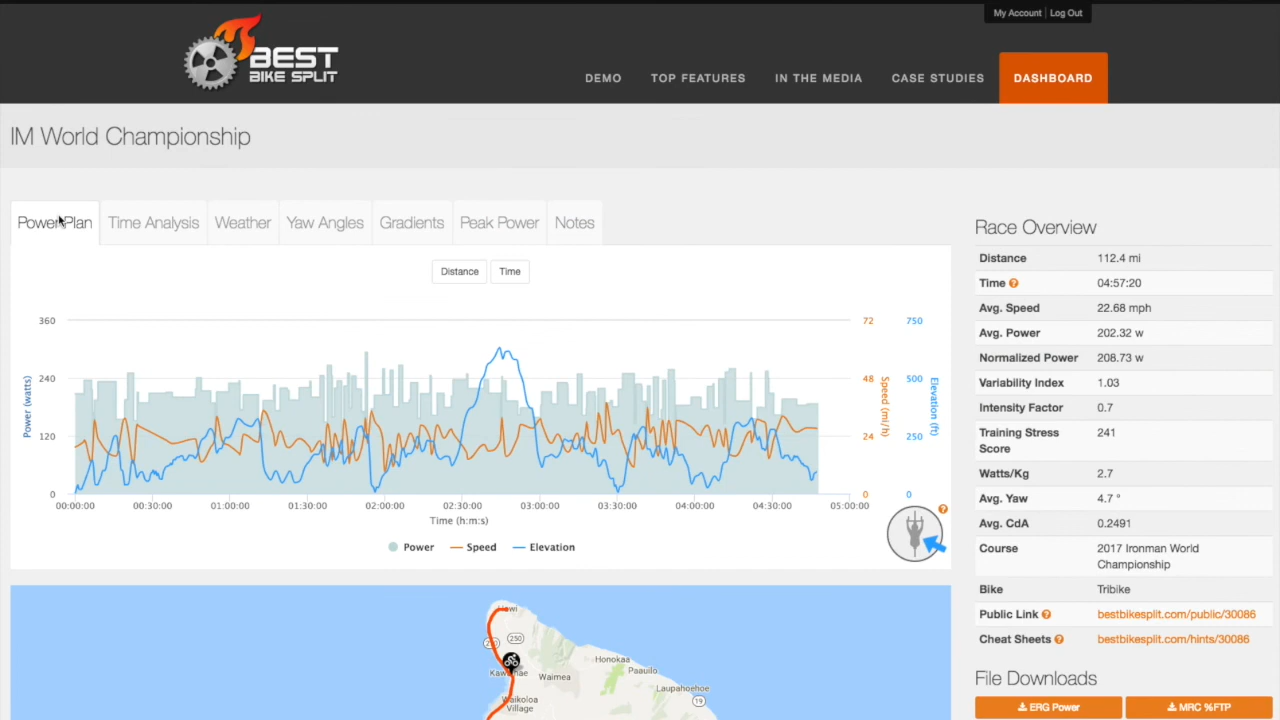 My Account | Log Out
BEST
BIKE SPLIT
DEMO TOP FEATURES IN THE MEDIA CASE STUDIES DASHBOARD
IM World Championship
Power Plan Time Analysis Weather Yaw Angles Gradients Peak Power Notes
Distance Time
360 72 750
240 48 500
120 24 250
0 0 0
Power (watts)
Speed (mi/h)
Elevation (ft)
00:00:00 00:30:00 01:00:00 01:30:00 02:00:00 02:30:00 03:00:00 03:30:00 04:00:00 04:30:00 05:00:00
Time (h:m:s)
Power Speed Elevation
Race Overview
Distance 112.4 mi
Time ? 04:57:20
Avg. Speed 22.68 mph
Avg. Power 202.32 w
Normalized Power 208.73 w
Variability Index 1.03
Intensity Factor 0.7
Training Stress
Score 241
Watts/Kg 2.7
Avg. Yaw 4.7 °
Avg. CdA 0.2491
Course 2017 Ironman World
Championship
Bike Tribike
Public Link ? bestbikesplit.com/public/30086
Cheat Sheets ? bestbikesplit.com/hints/30086
File Downloads
ERG Power MRC %FTP
Hawi
250
Honokaa
Waimea Paauilo
Laupahoehoe
Waikoloa
Village
19